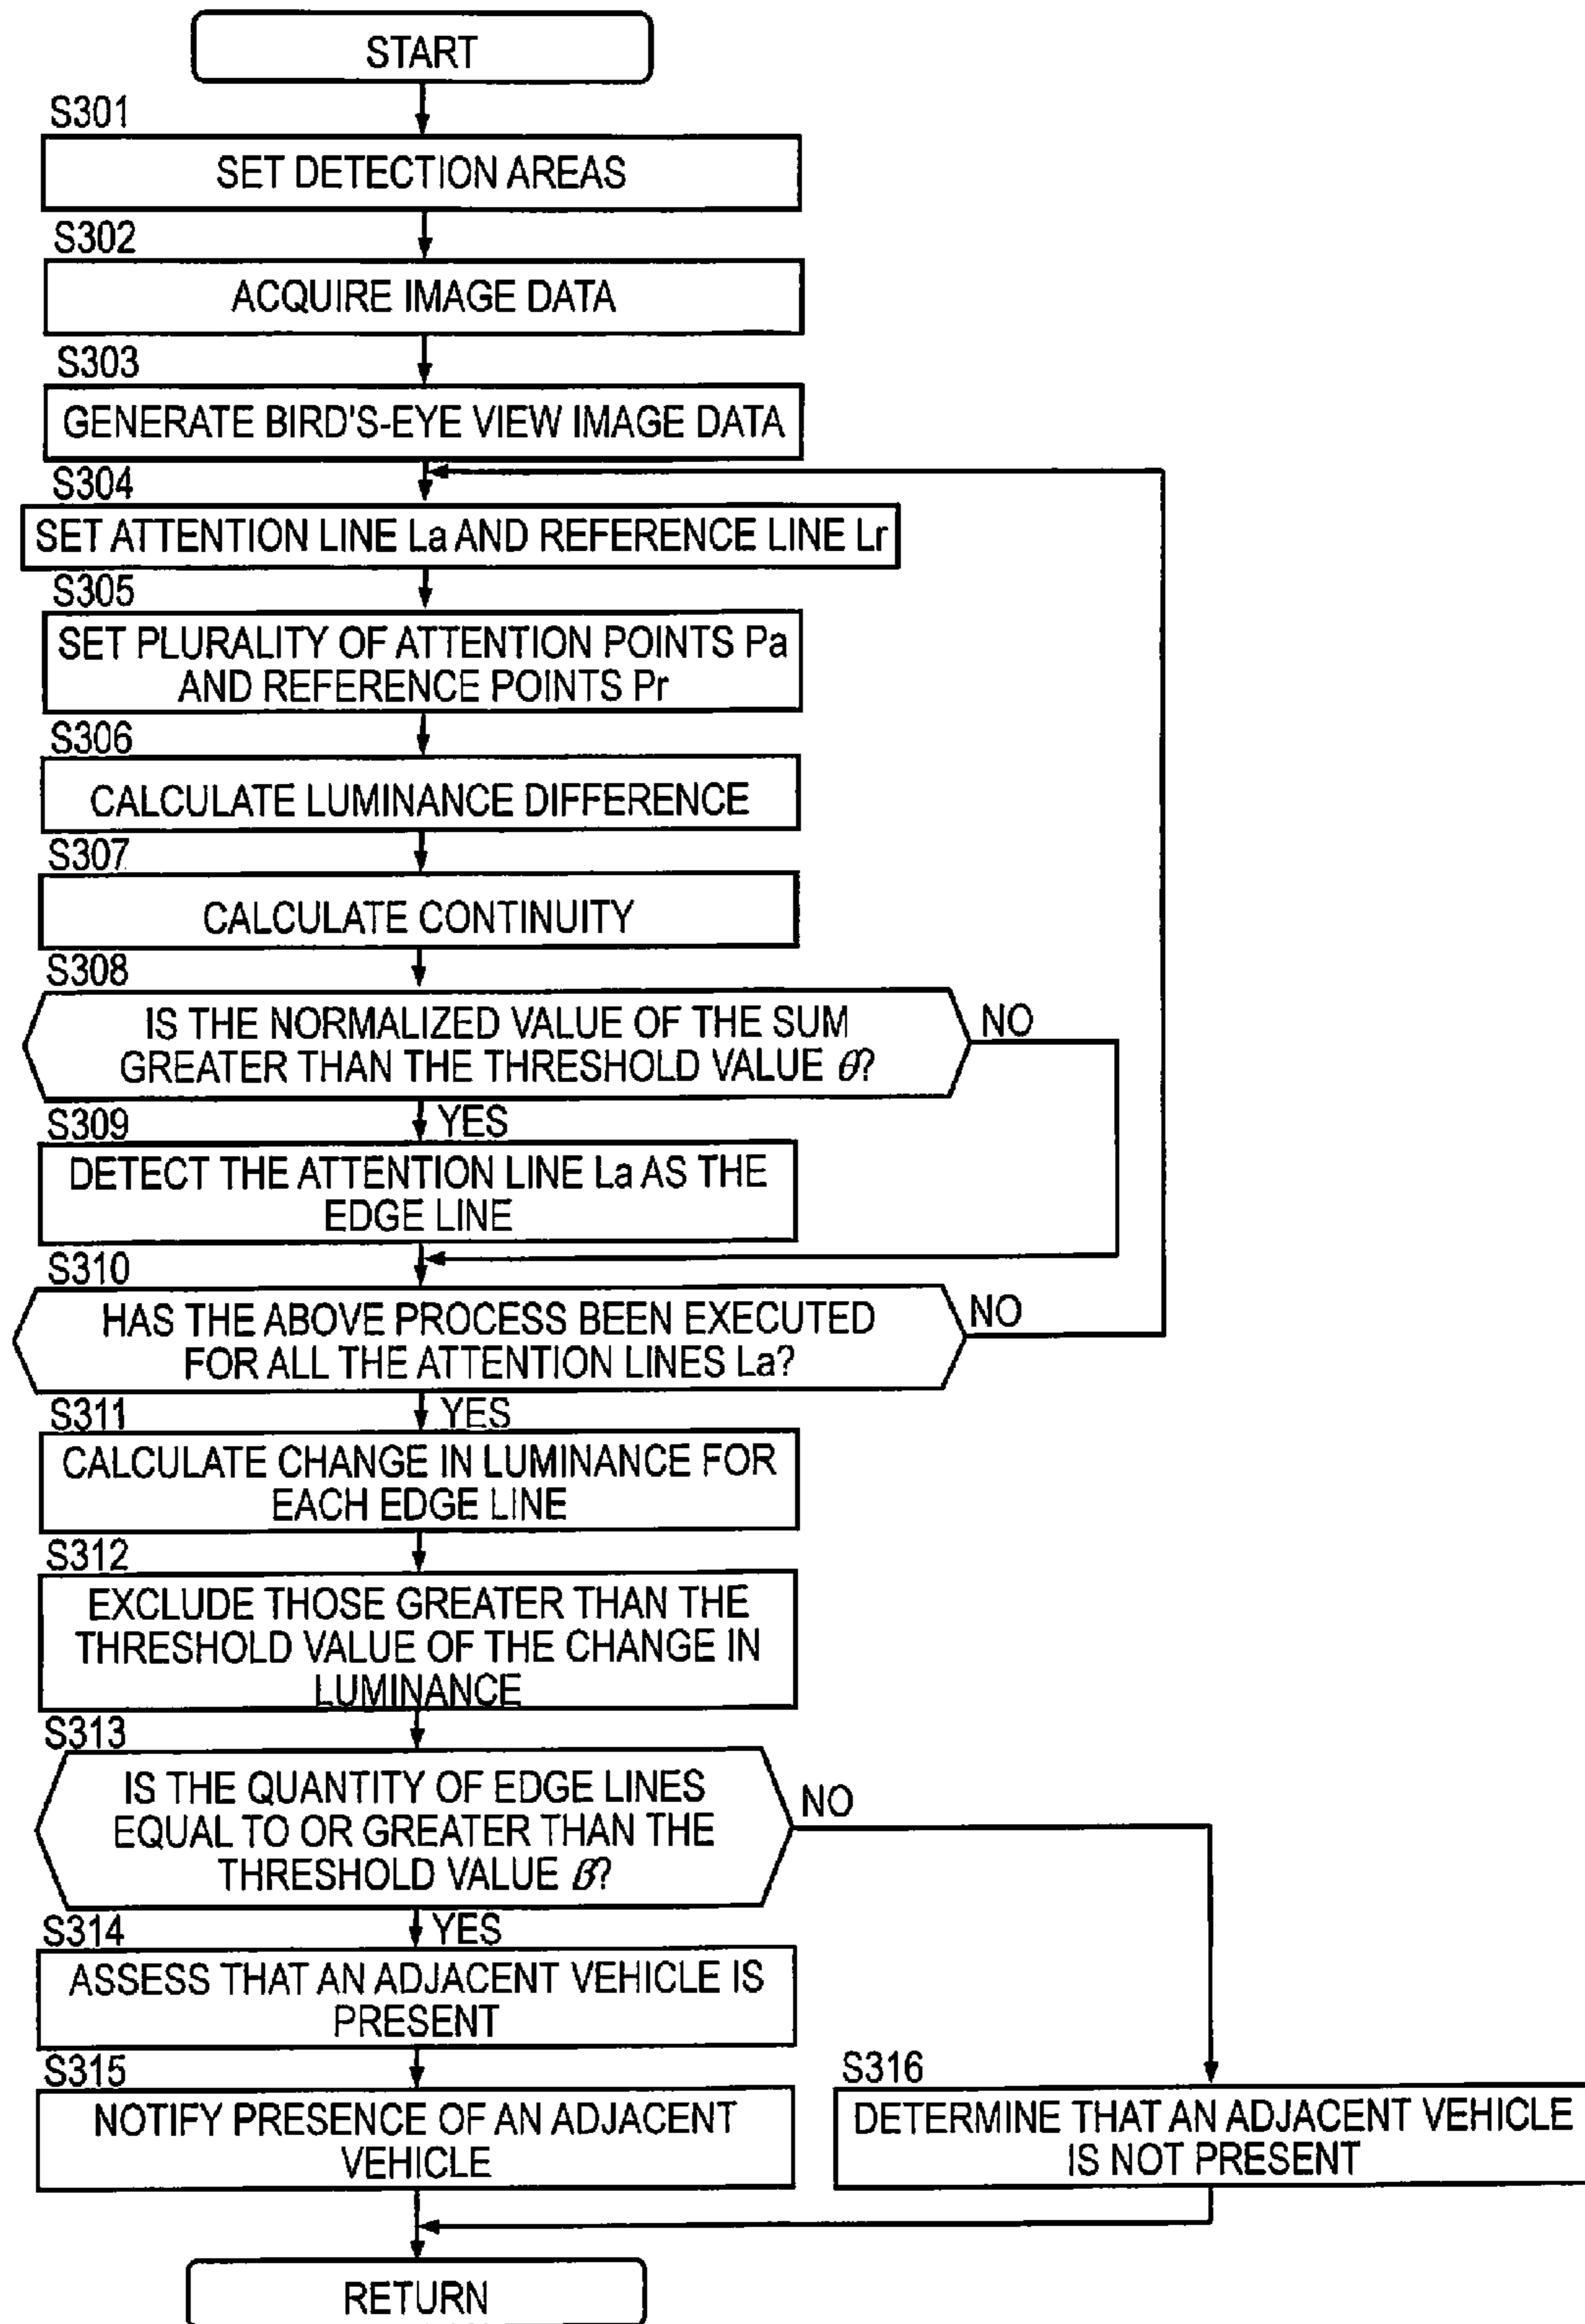 START
S301
SET DETECTION AREAS
S302
ACQUIRE IMAGE DATA
S303
GENERATE BIRD'S-EYE VIEW IMAGE DATA
S304
SET ATTENTION LINE La AND REFERENCE LINE Lr
S305
SET PLURALITY OF ATTENTION POINTS Pa
AND REFERENCE POINTS Pr
S306
CALCULATE LUMINANCE DIFFERENCE
S307
CALCULATE CONTINUITY
S308
IS THE NORMALIZED VALUE OF THE SUM
GREATER THAN THE THRESHOLD VALUE θ?
NO
YES
S309
DETECT THE ATTENTION LINE La AS THE
EDGE LINE
S310
HAS THE ABOVE PROCESS BEEN EXECUTED
FOR ALL THE ATTENTION LINES La?
NO
YES
S311
CALCULATE CHANGE IN LUMINANCE FOR
EACH EDGE LINE
S312
EXCLUDE THOSE GREATER THAN THE
THRESHOLD VALUE OF THE CHANGE IN
LUMINANCE
S313
IS THE QUANTITY OF EDGE LINES
EQUAL TO OR GREATER THAN THE
THRESHOLD VALUE β?
NO
YES
S314
ASSESS THAT AN ADJACENT VEHICLE IS
PRESENT
S315
NOTIFY PRESENCE OF AN ADJACENT
VEHICLE
S316
DETERMINE THAT AN ADJACENT VEHICLE
IS NOT PRESENT
RETURN